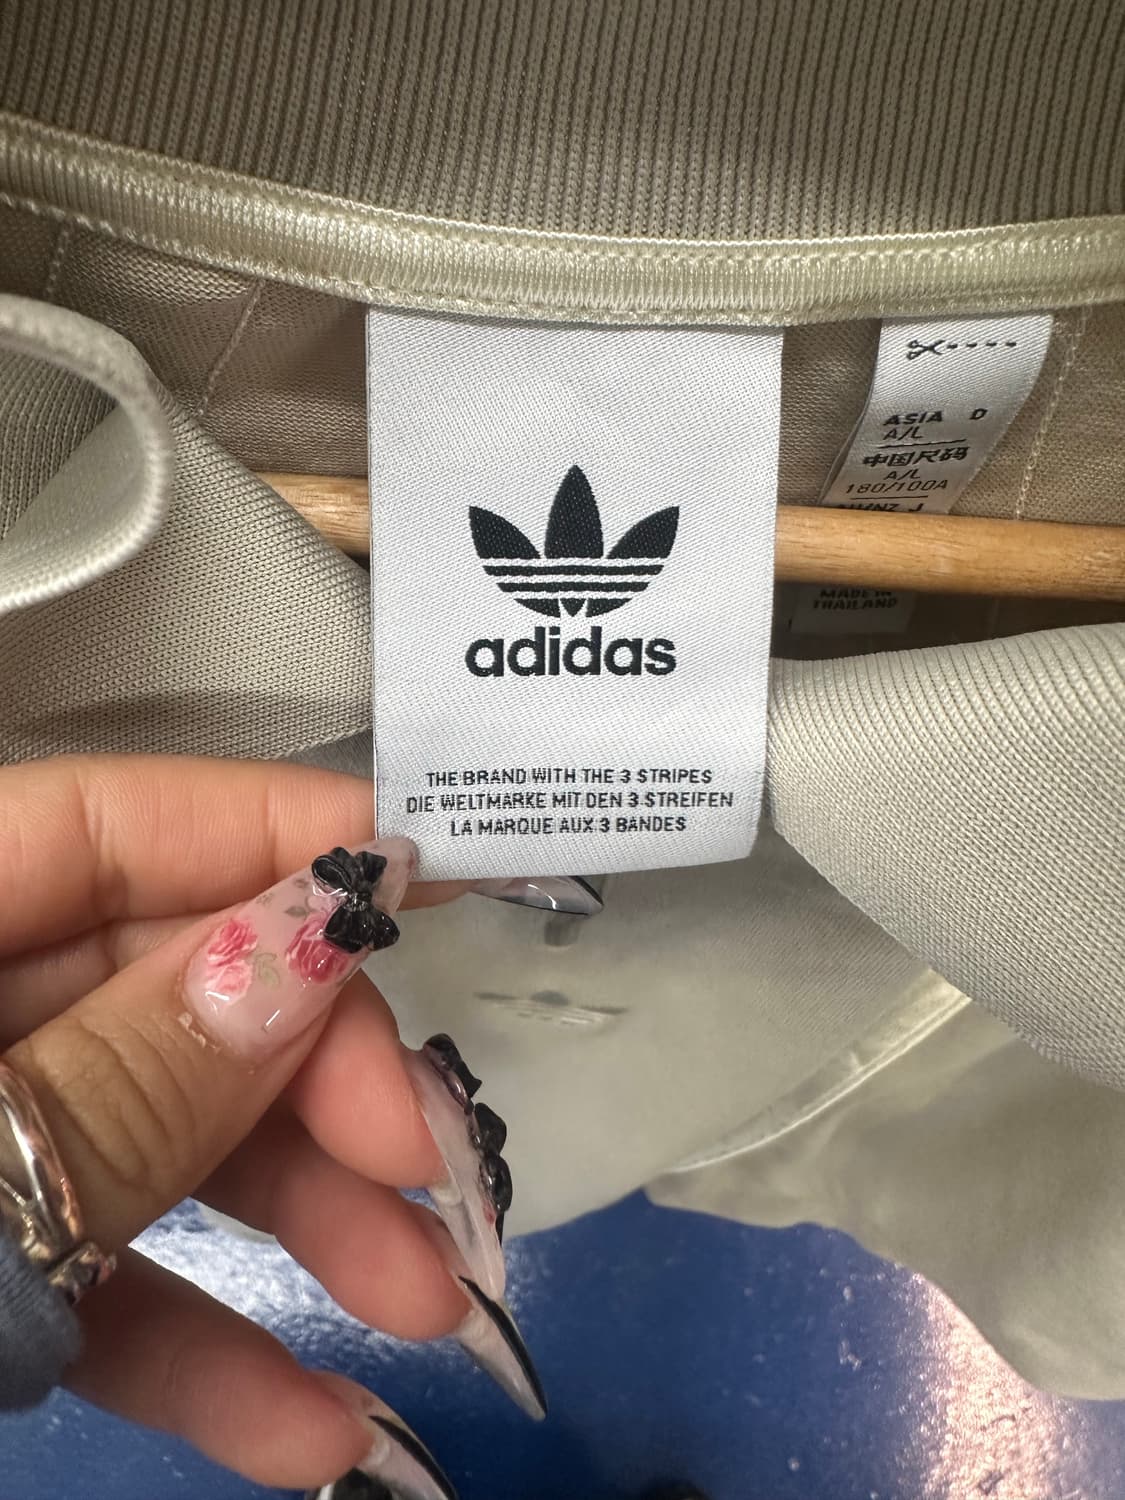 adidas
THE BRAND WITH THE 3 STRIPES
DIE WELTMARKE MIT DEN 3 STREIFEN
LA MARQUE AUX 3 BANDES
ASIA D
A/L
中国尺码
A/L
180/100A
MADE IN
THAILAND